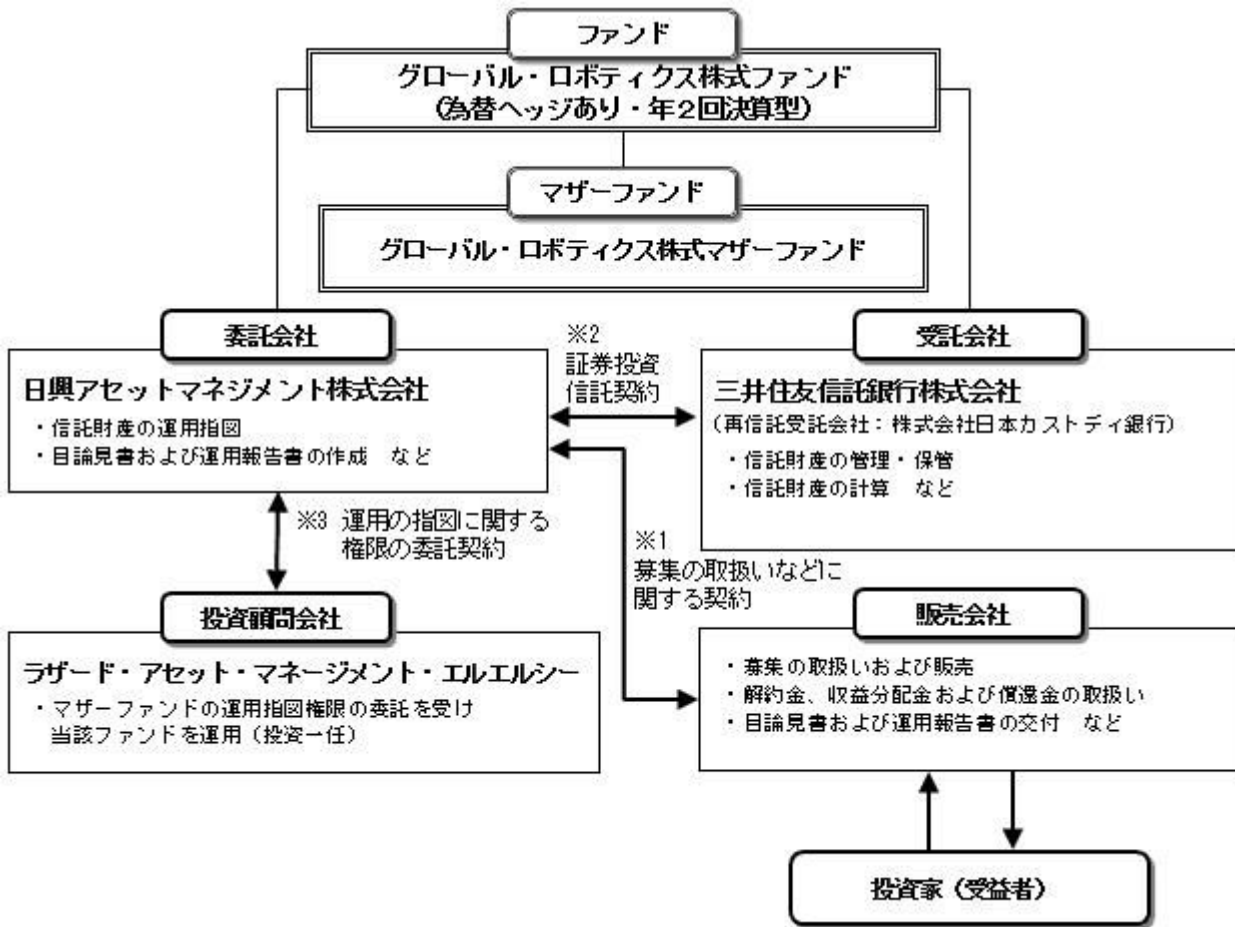 ファンド
グローバル・ロボティクス株式ファンド
(為替ヘッジあり・年2回決算型)
マザーファンド
グローバル・ロボティクス株式マザーファンド
委託会社
日興アセットマネジメント株式会社
・信託財産の運用指図
・目論見書および運用報告書の作成 など
※2
証券投資
信託契約
受託会社
三井住友信託銀行株式会社
(再信託受託会社:株式会社日本カストディ銀行)
・信託財産の管理・保管
・信託財産の計算 など
※3 運用の指図に関する
権限の委託契約
※1
募集の取扱いなどに
関する契約
投資顧問会社
ラザード・アセット・マネージメント・エルエルシー
・マザーファンドの運用指図権限の委託を受け
当該ファンドを運用(投資一任)
販売会社
・募集の取扱いおよび販売
・解約金、収益分配金および償還金の取扱い
・目論見書および運用報告書の交付 など
投資家(受益者)